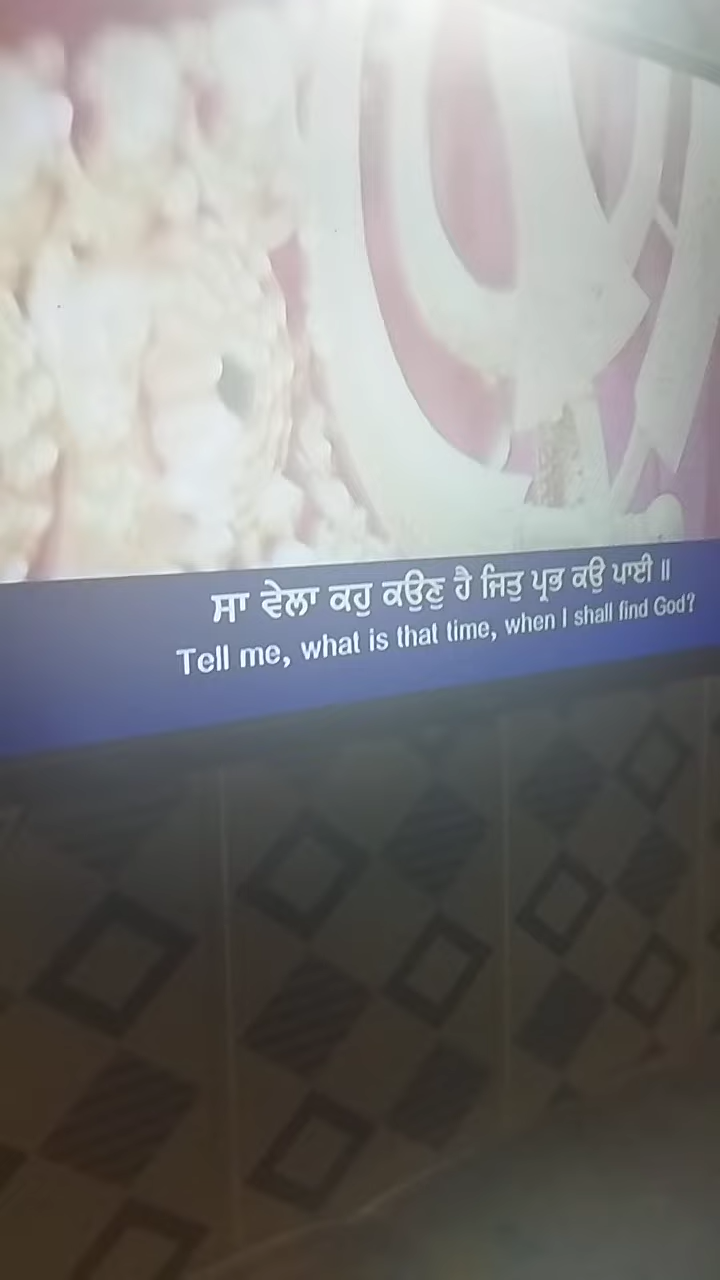 ਸਾ ਵੇਲਾ ਕਹੁ ਕਉਣੁ ਹੈ ਜਿਤੁ ਪ੍ਰਭ ਕਉ ਪਾਈ ॥
Tell me, what is that time, when I shall find God?